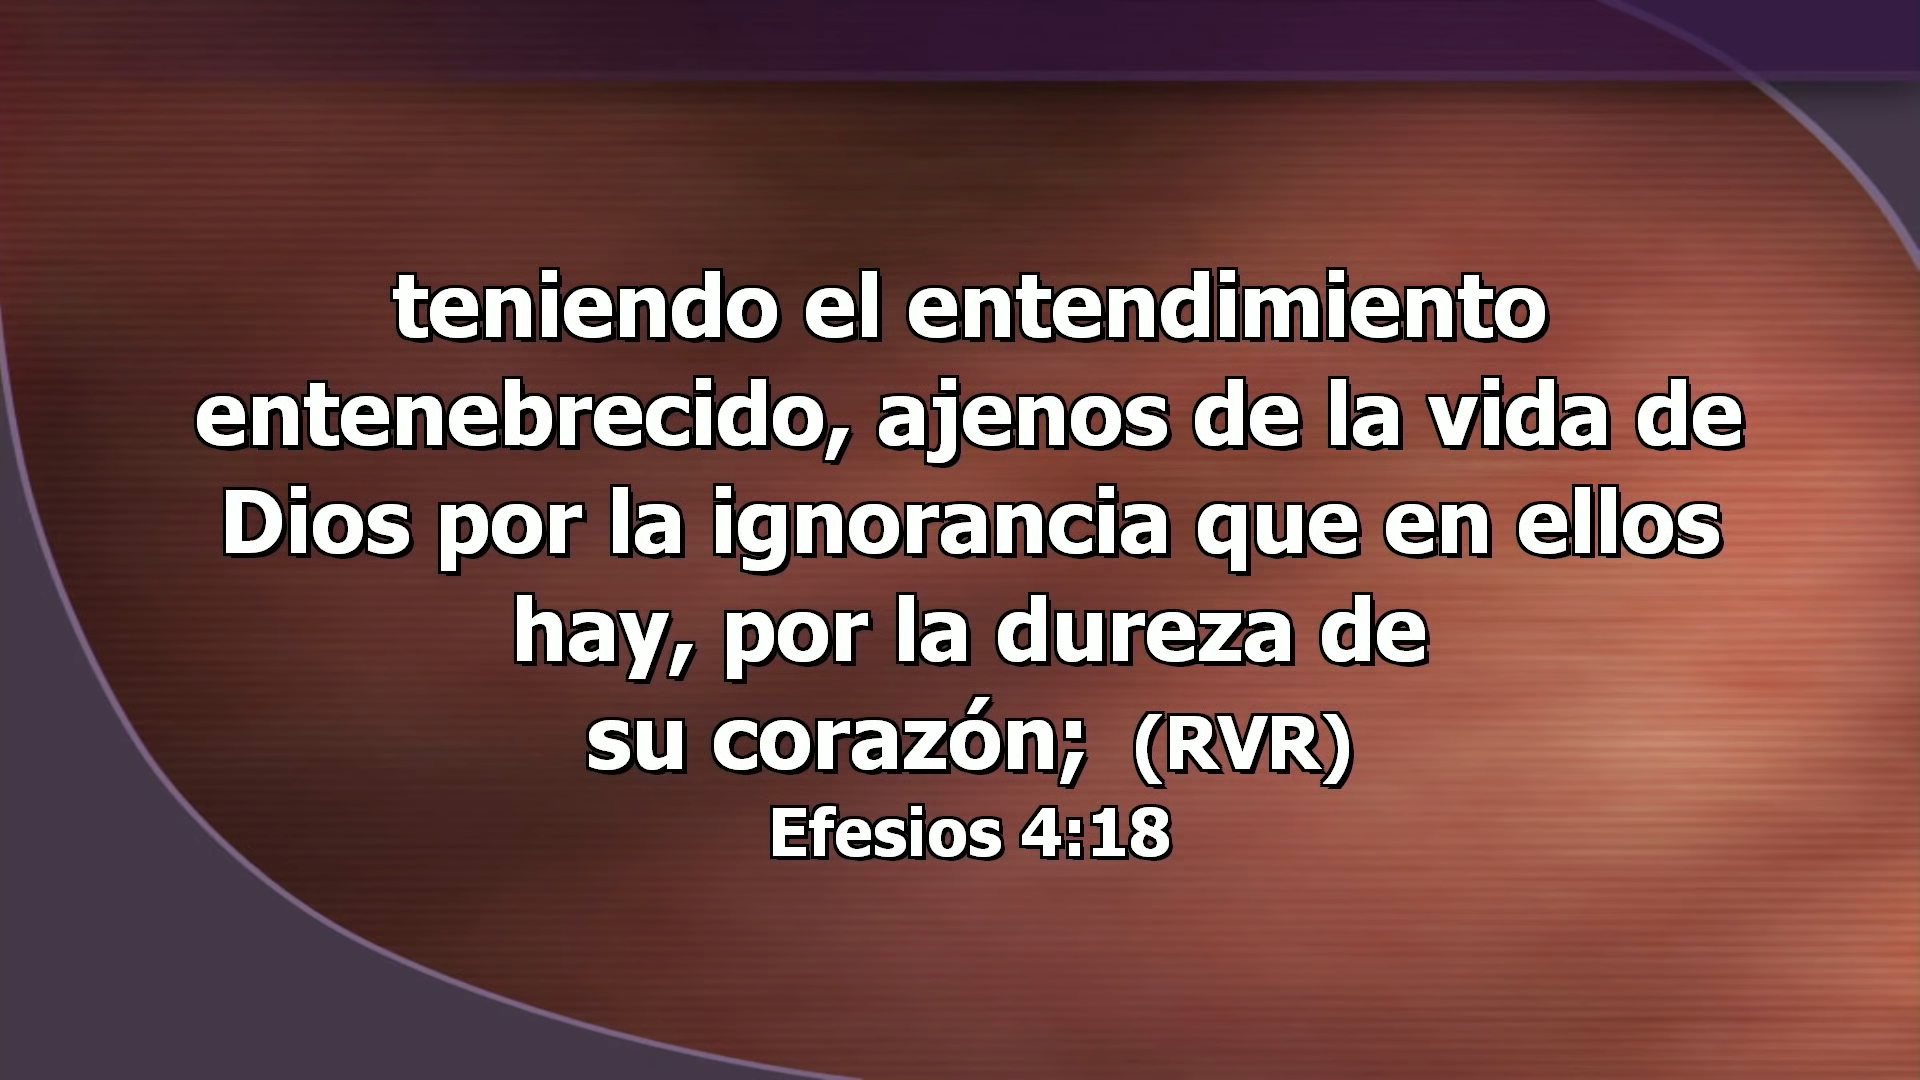 teniendo el entendimiento
entenebrecido, ajenos de la vida de
Dios por la ignorancia que en ellos
hay, por la dureza de
su corazón; (RVR)
Efesios 4:18